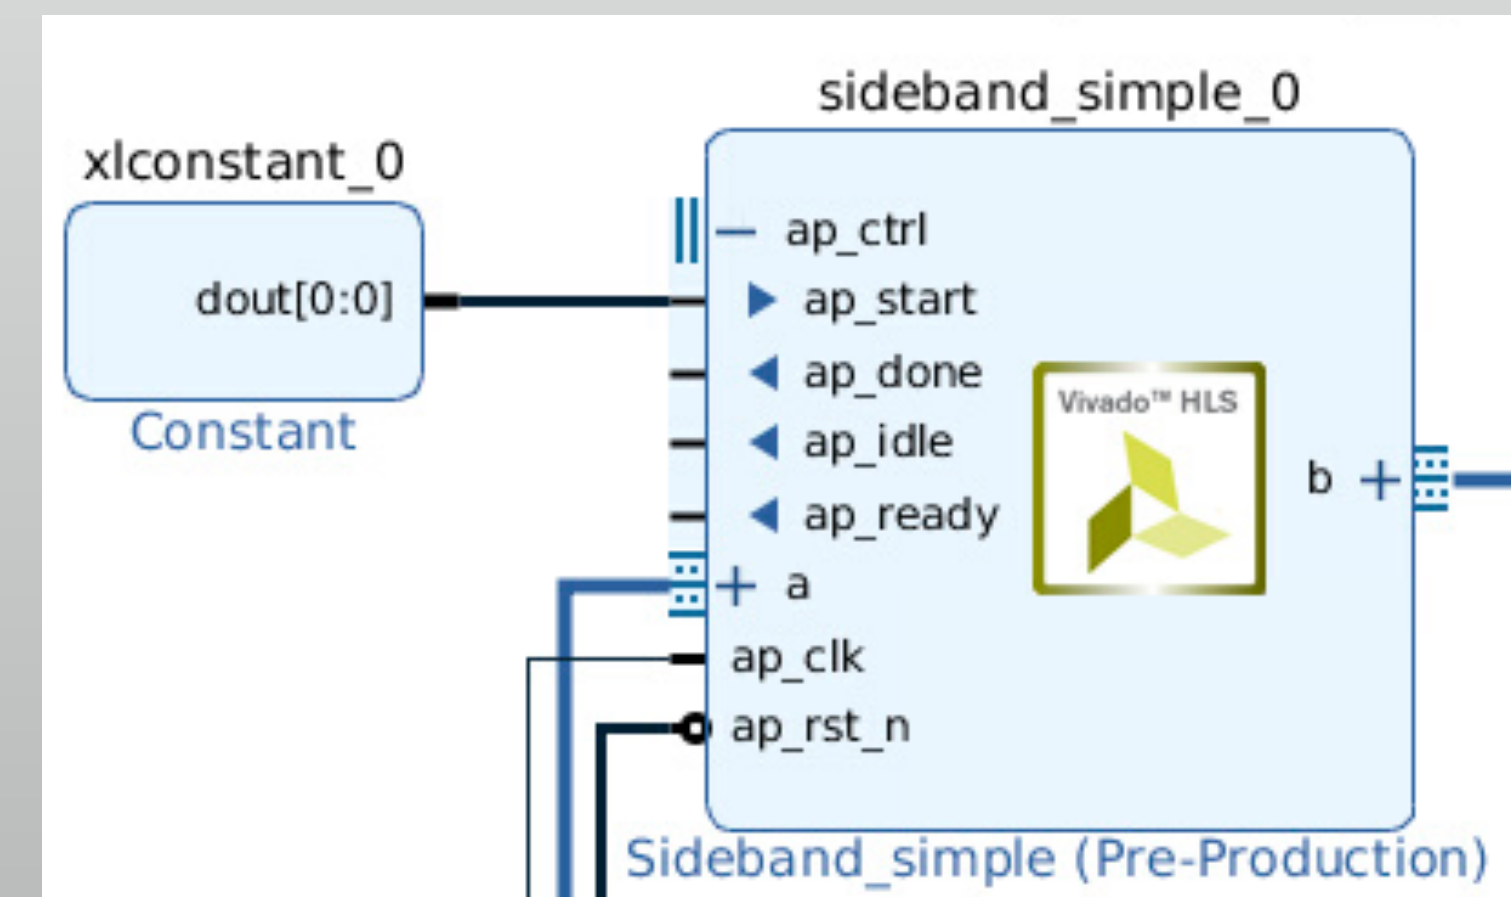 sideband_simple_0
xlconstant_0
dout[0:0]
Constant
ap_ctrl
ap_start
ap_done
ap_idle
ap_ready
a
ap_clk
ap_rst_n
Vivado™ HLS
b
Sideband_simple (Pre-Production)